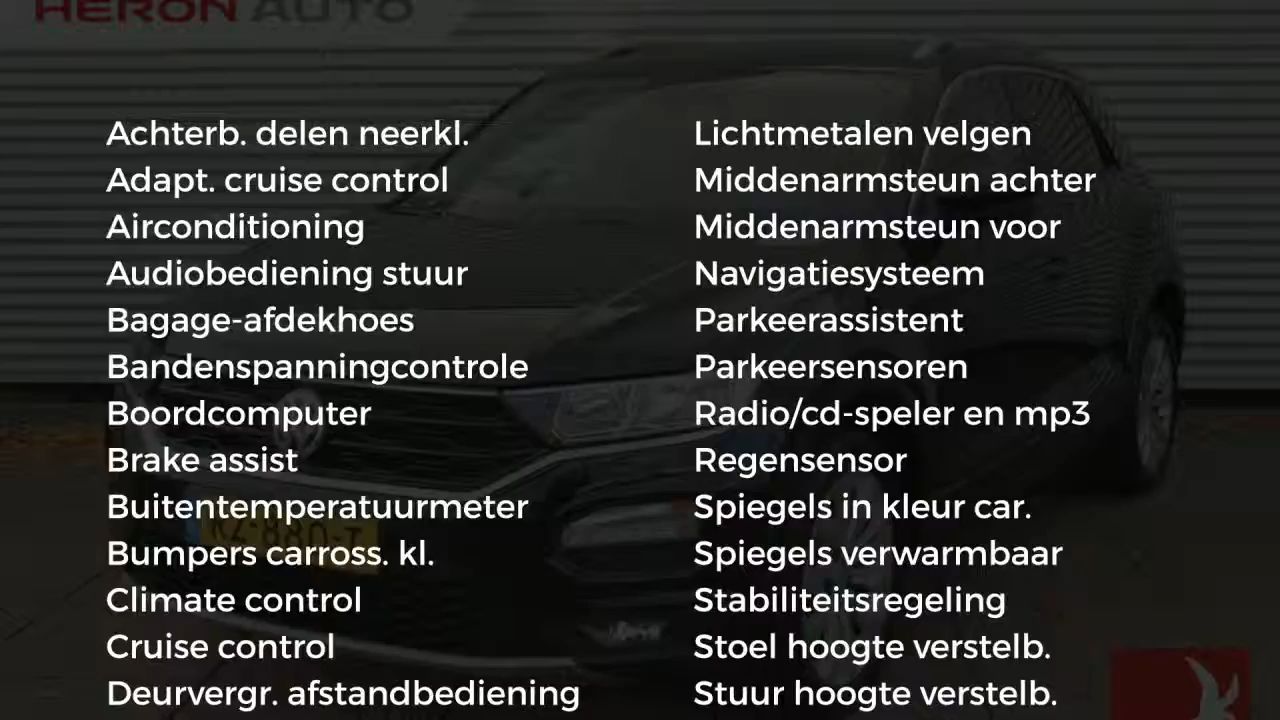 HERON AUTO
Achterb. delen neerkl.
Adapt. cruise control
Airconditioning
Audiobediening stuur
Bagage-afdekhoes
Bandenspanningcontrole
Boordcomputer
Brake assist
Buitentemperatuurmeter
Bumpers carross. kl.
Climate control
Cruise control
Deurvergr. afstandbediening
Lichtmetalen velgen
Middenarmsteun achter
Middenarmsteun voor
Navigatiesysteem
Parkeerassistent
Parkeersensoren
Radio/cd-speler en mp3
Regensensor
Spiegels in kleur car.
Spiegels verwarmbaar
Stabiliteitsregeling
Stoel hoogte verstelb.
Stuur hoogte verstelb.